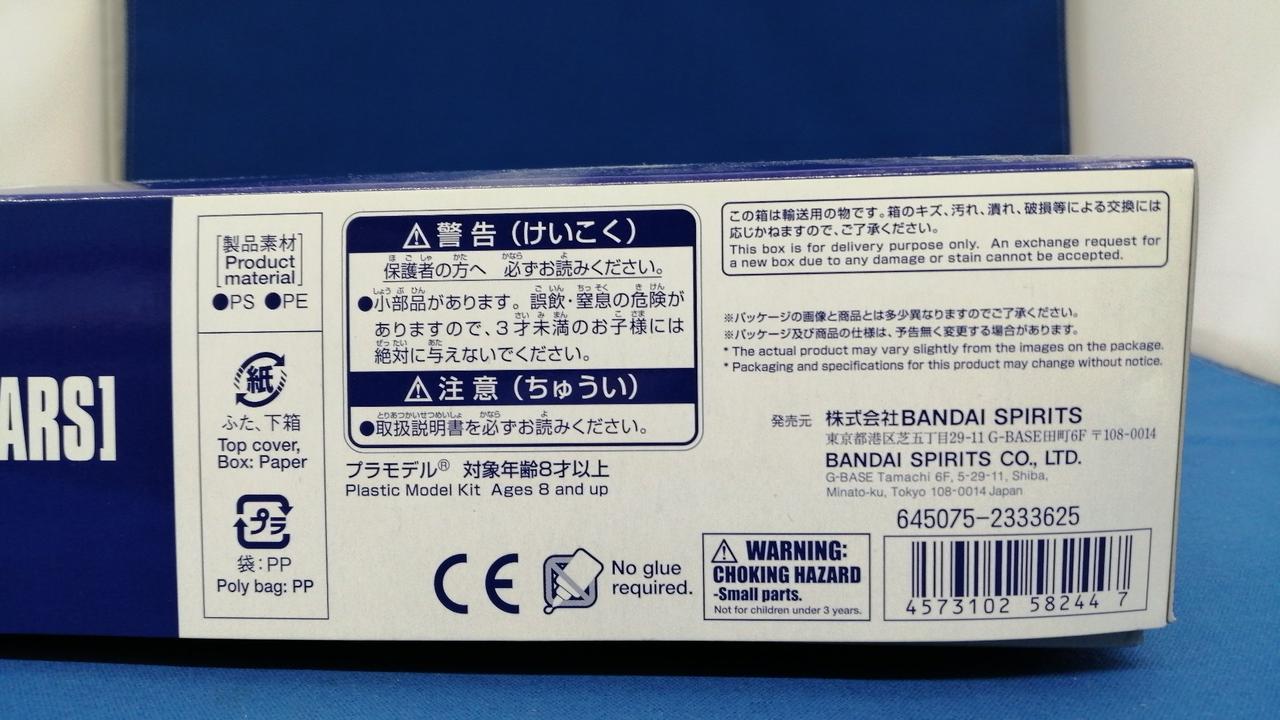 ARS]
[製品素材]
Product
material
●PS ●PE
紙
ふた、下箱
Top cover,
Box: Paper
プラ
袋：PP
Poly bag: PP
⚠警告（けいこく）
保護者の方へ 必ずお読みください。
●小部品があります。誤飲・窒息の危険が
ありますので、3才未満のお子様には
絶対に与えないでください。
⚠注意（ちゅうい）
●取扱説明書を必ずお読みください。
プラモデル® 対象年齢8才以上
Plastic Model Kit Ages 8 and up
CE
No glue
required.
この箱は輸送用の物です。箱のキズ、汚れ、潰れ、破損等による交換には
応じかねますので、ご了承ください。
This box is for delivery purpose only. An exchange request for
a new box due to any damage or stain cannot be accepted.
※パッケージの画像と商品とは多少異なりますのでご了承ください。
※パッケージ及び商品の仕様は、予告無く変更する場合があります。
* The actual product may vary slightly from the images on the package.
* Packaging and specifications for this product may change without notice.
発売元 株式会社BANDAI SPIRITS
東京都港区芝五丁目29-11 G-BASE田町6F 〒108-0014
BANDAI SPIRITS CO., LTD.
G-BASE Tamachi 6F, 5-29-11, Shiba,
Minato-ku, Tokyo 108-0014 Japan
645075-2333625
⚠ WARNING:
CHOKING HAZARD
-Small parts.
Not for children under 3 years.
4573102 58244 7